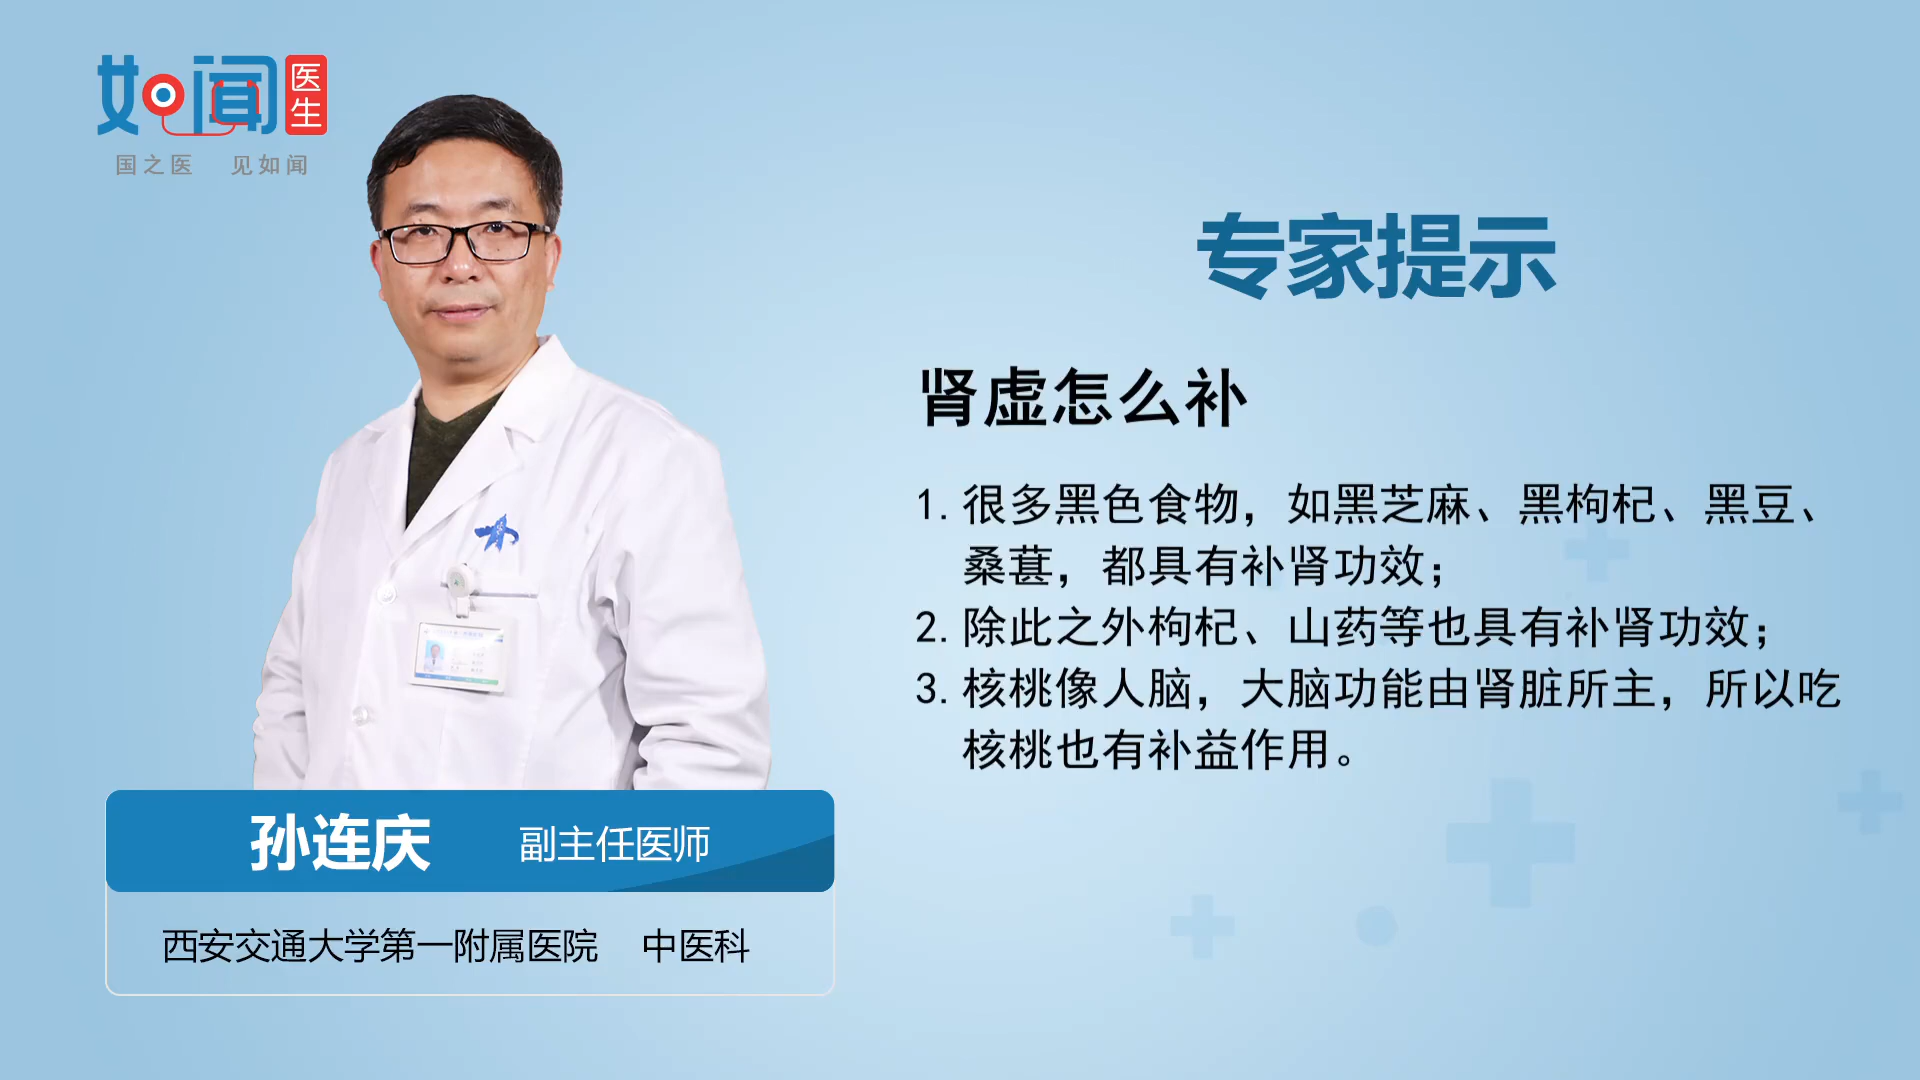 如闻医生
国之医 见如闻
专家提示
肾虚怎么补
1. 很多黑色食物，如黑芝麻、黑枸杞、黑豆、
桑葚，都具有补肾功效；
2. 除此之外枸杞、山药等也具有补肾功效；
3. 核桃像人脑，大脑功能由肾脏所主，所以吃
核桃也有补益作用。
孙连庆 副主任医师
西安交通大学第一附属医院 中医科